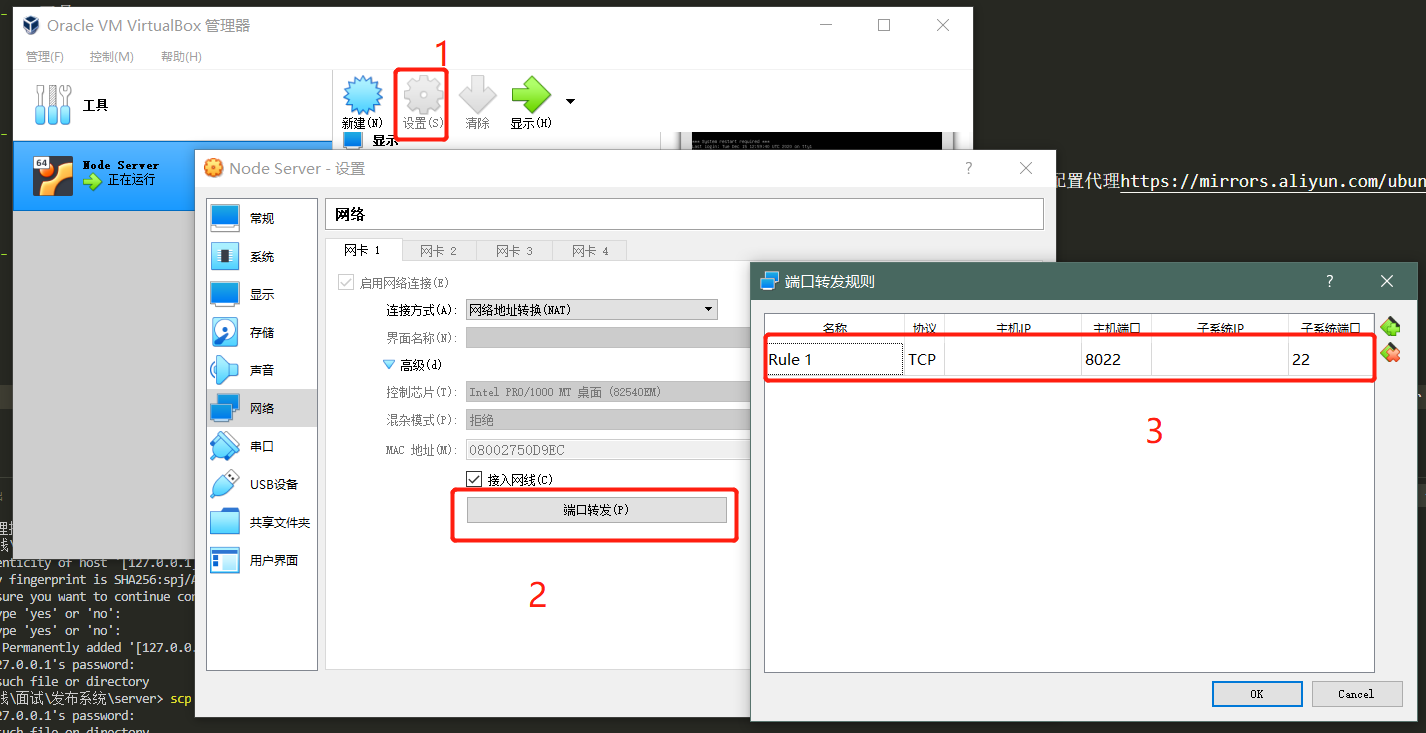 Oracle VM VirtualBox 管理器
管理(F) 控制(M) 帮助(H)
1
工具
新建(N) 设置(S) 清除 显示(H)
显示
64
Node Server
正在运行
*** System restart required ***
配置代理https://mirrors.aliyun.com/ubun
Node Server - 设置
?
常规
系统
显示
存储
声音
网络
串口
USB设备
共享文件夹
用户界面
网络
网卡 1 网卡 2 网卡 3 网卡 4
启用网络连接(E)
连接方式(A): 网络地址转换(NAT)
界面名称(N):
高级(d)
控制芯片(T): Intel PRO/1000 MT 桌面 (82540EM)
混杂模式(P): 拒绝
MAC 地址(M): 08002750D9EC
接入网线(C)
端口转发(P)
2
端口转发规则
?
名称 协议 主机IP 主机端口 子系统IP 子系统端口
Rule 1 TCP 8022 22
3
OK Cancel
enticity of host '[127.0.0.1]
y fingerprint is SHA256:spj/A
sure you want to continue con
ype 'yes' or 'no':
ype 'yes' or 'no':
Permanently added '[127.0.0.
27.0.0.1's password:
such file or directory
线\面试\发布系统\server> scp
27.0.0.1's password:
such file or directory